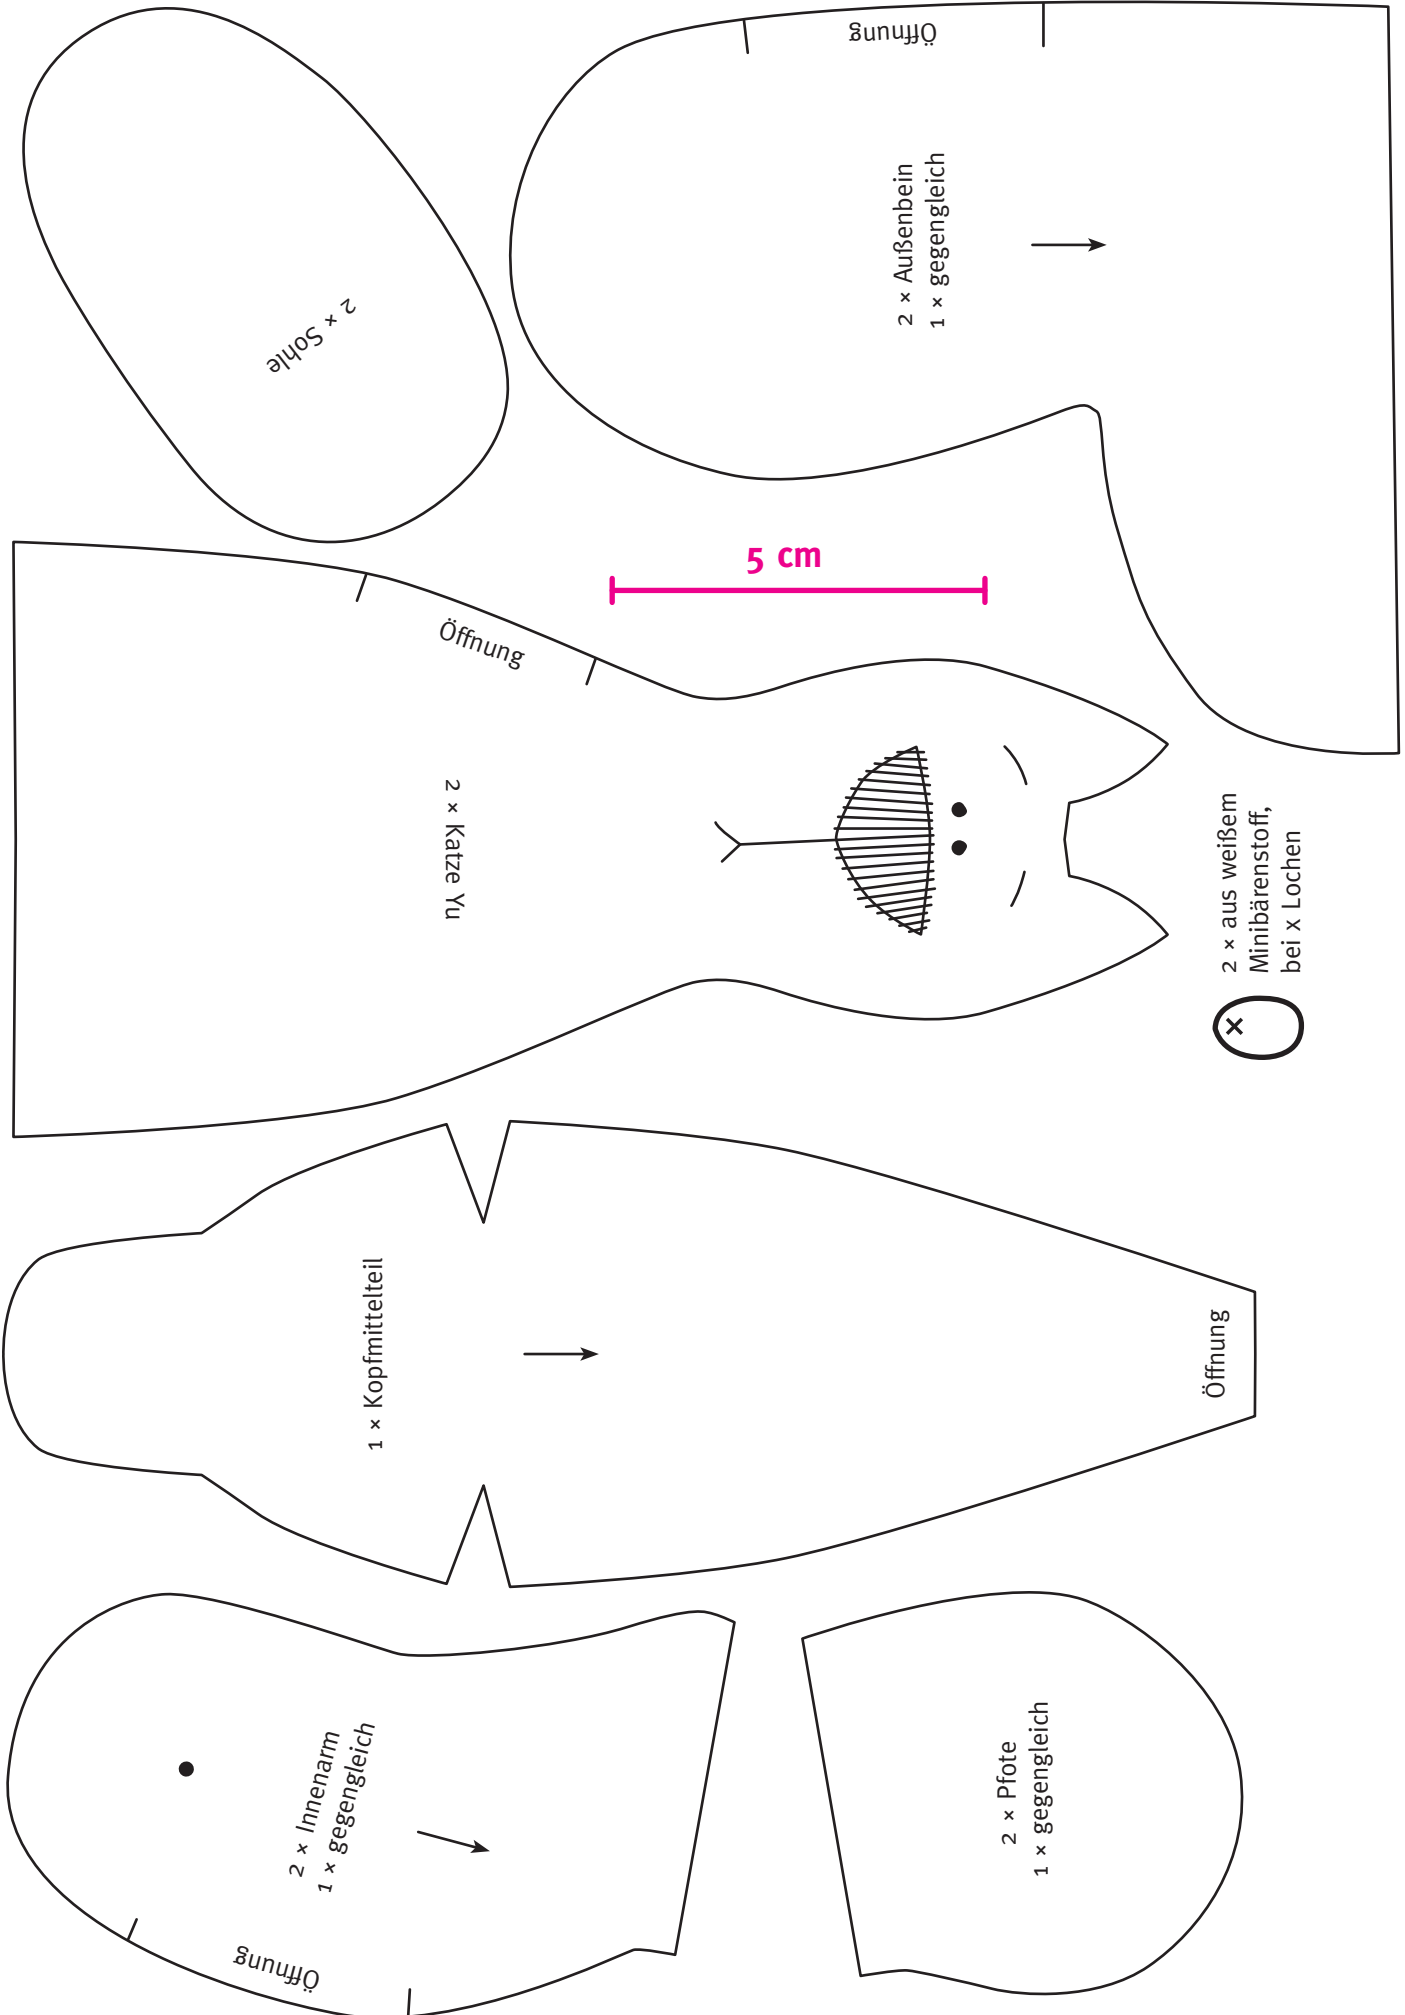 Öffnung
2 × Außenbein
1 × gegengleich
2 × Sohle
5 cm
Öffnung
2 × Katze Yu
2 × aus weißem
Minibärenstoff,
bei x Lochen
×
1 × Kopfmittelteil
Öffnung
2 × Innenarm
1 × gegengleich
Öffnung
2 × Pfote
1 × gegengleich